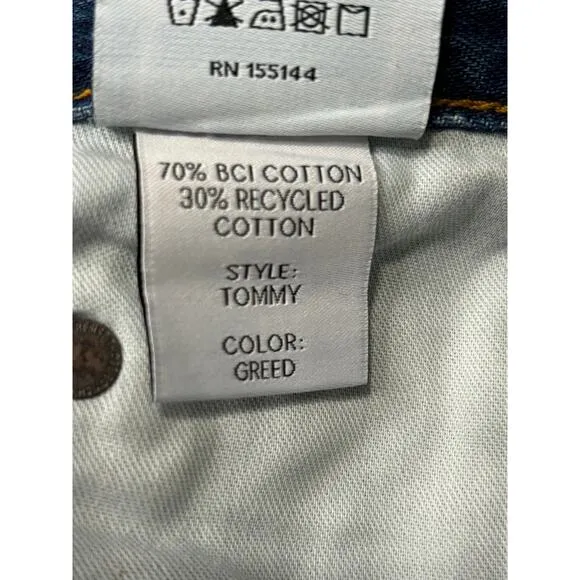 RN 155144
70% BCI COTTON
30% RECYCLED
COTTON
STYLE:
TOMMY
COLOR:
GREED